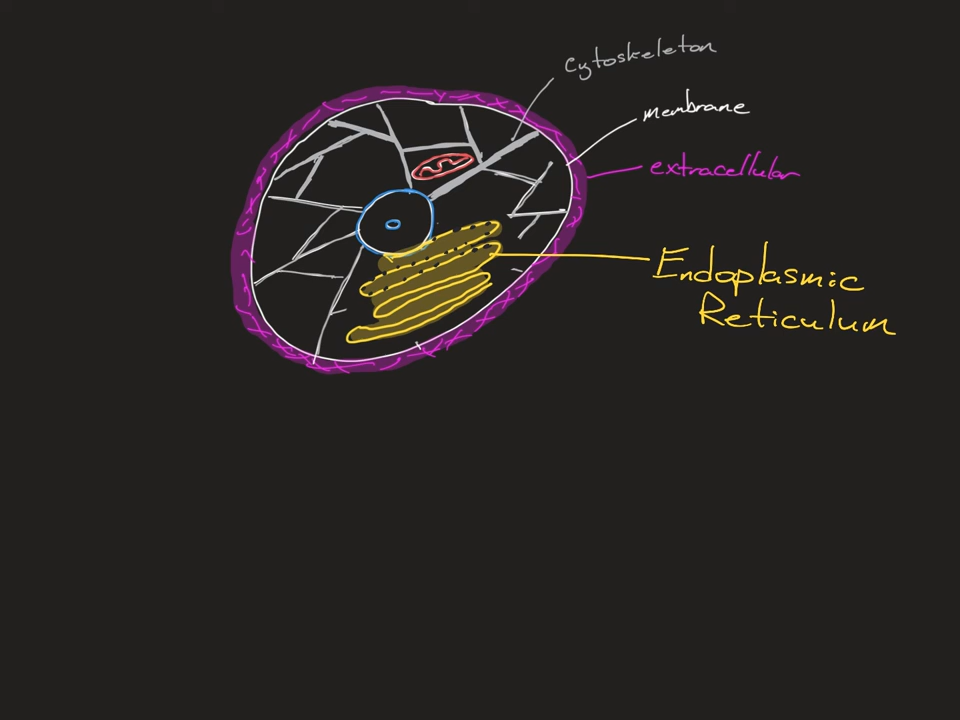 cytoskeleton
membrane
extracellular
Endoplasmic
Reticulum